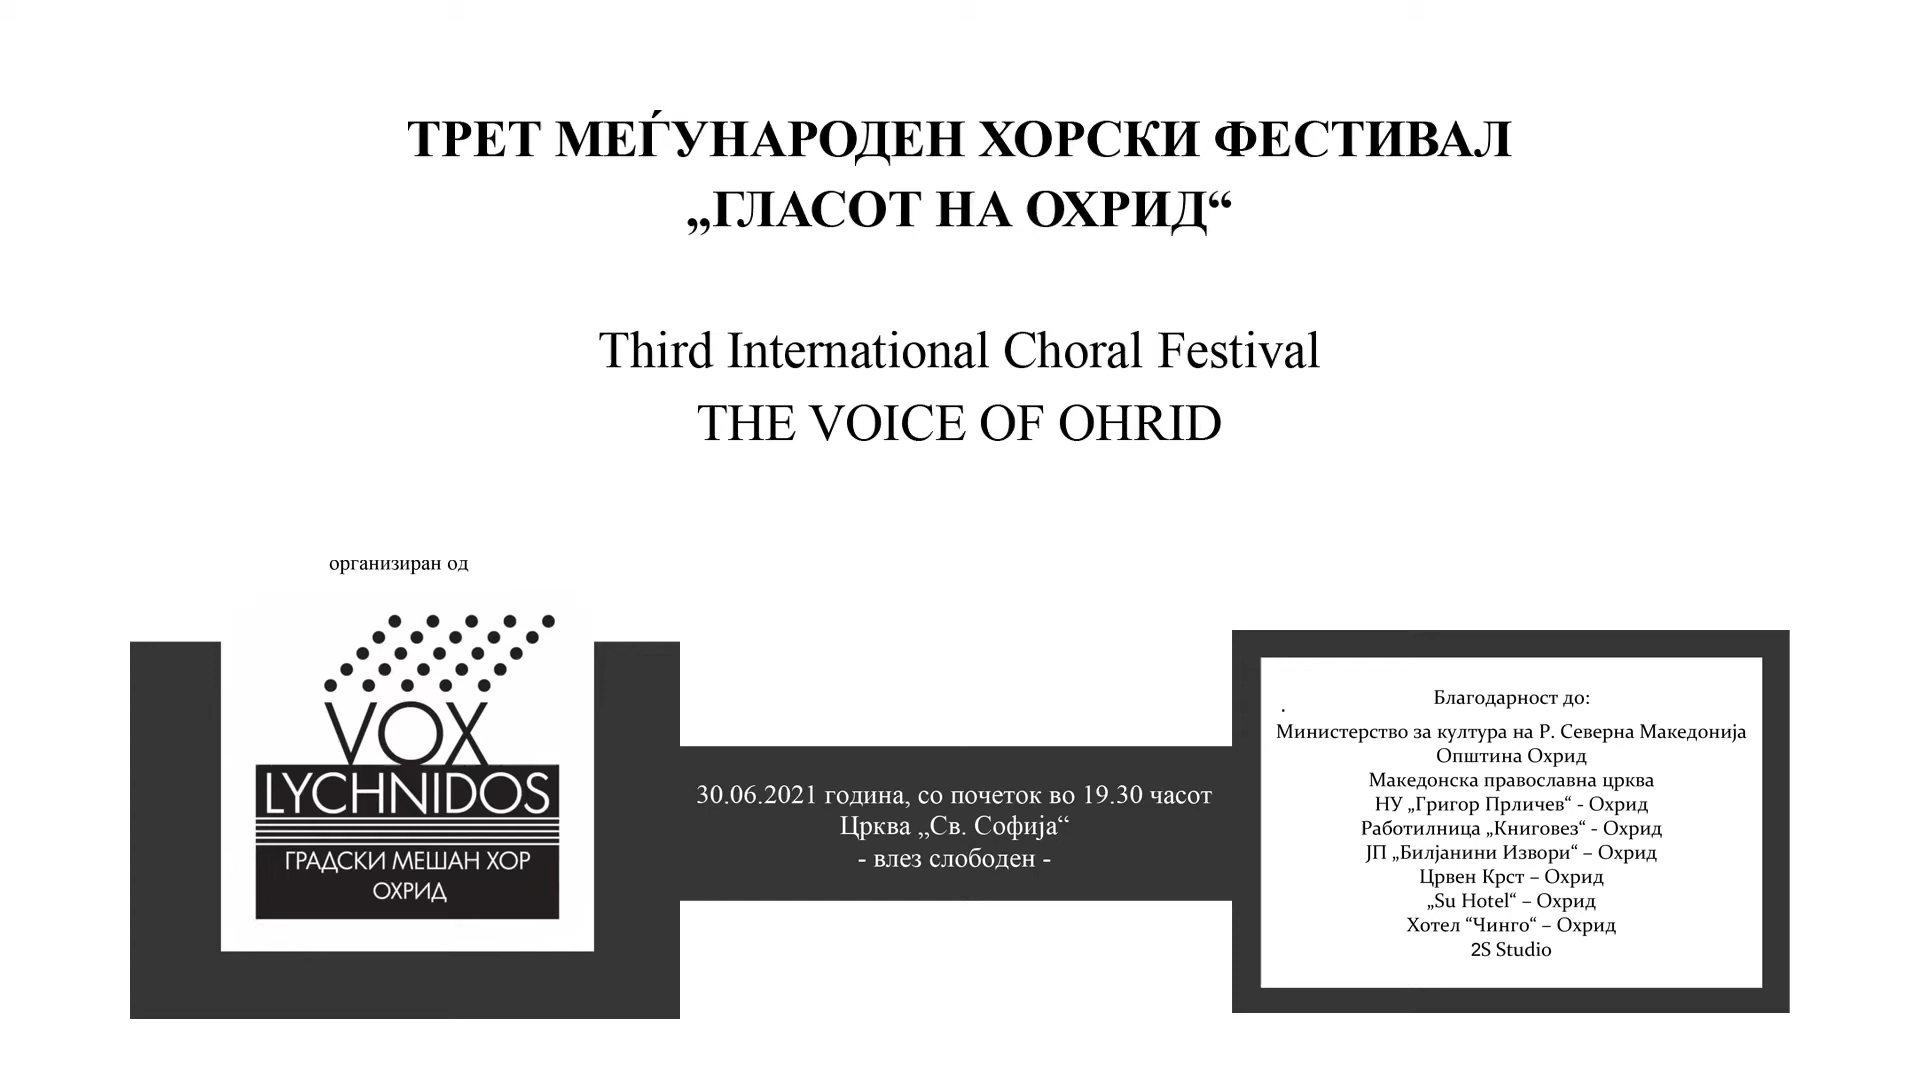 ТРЕТ МЕЃУНАРОДЕН ХОРСКИ ФЕСТИВАЛ
„ГЛАСОТ НА ОХРИД“
Third International Choral Festival
THE VOICE OF OHRID
организиран од
VOX
LYCHNIDOS
ГРАДСКИ МЕШАН ХОР
ОХРИД
30.06.2021 година, со почеток во 19.30 часот
Црква „Св. Софија“
- влез слободен -
Благодарност до:
.
Министерство за култура на Р. Северна Македонија
Општина Охрид
Македонска православна црква
НУ „Григор Прличев“ - Охрид
Работилница „Книговез“ - Охрид
ЈП „Билјанини Извори“ – Охрид
Црвен Крст – Охрид
„Su Hotel“ – Охрид
Хотел “Чинго“ – Охрид
2S Studio